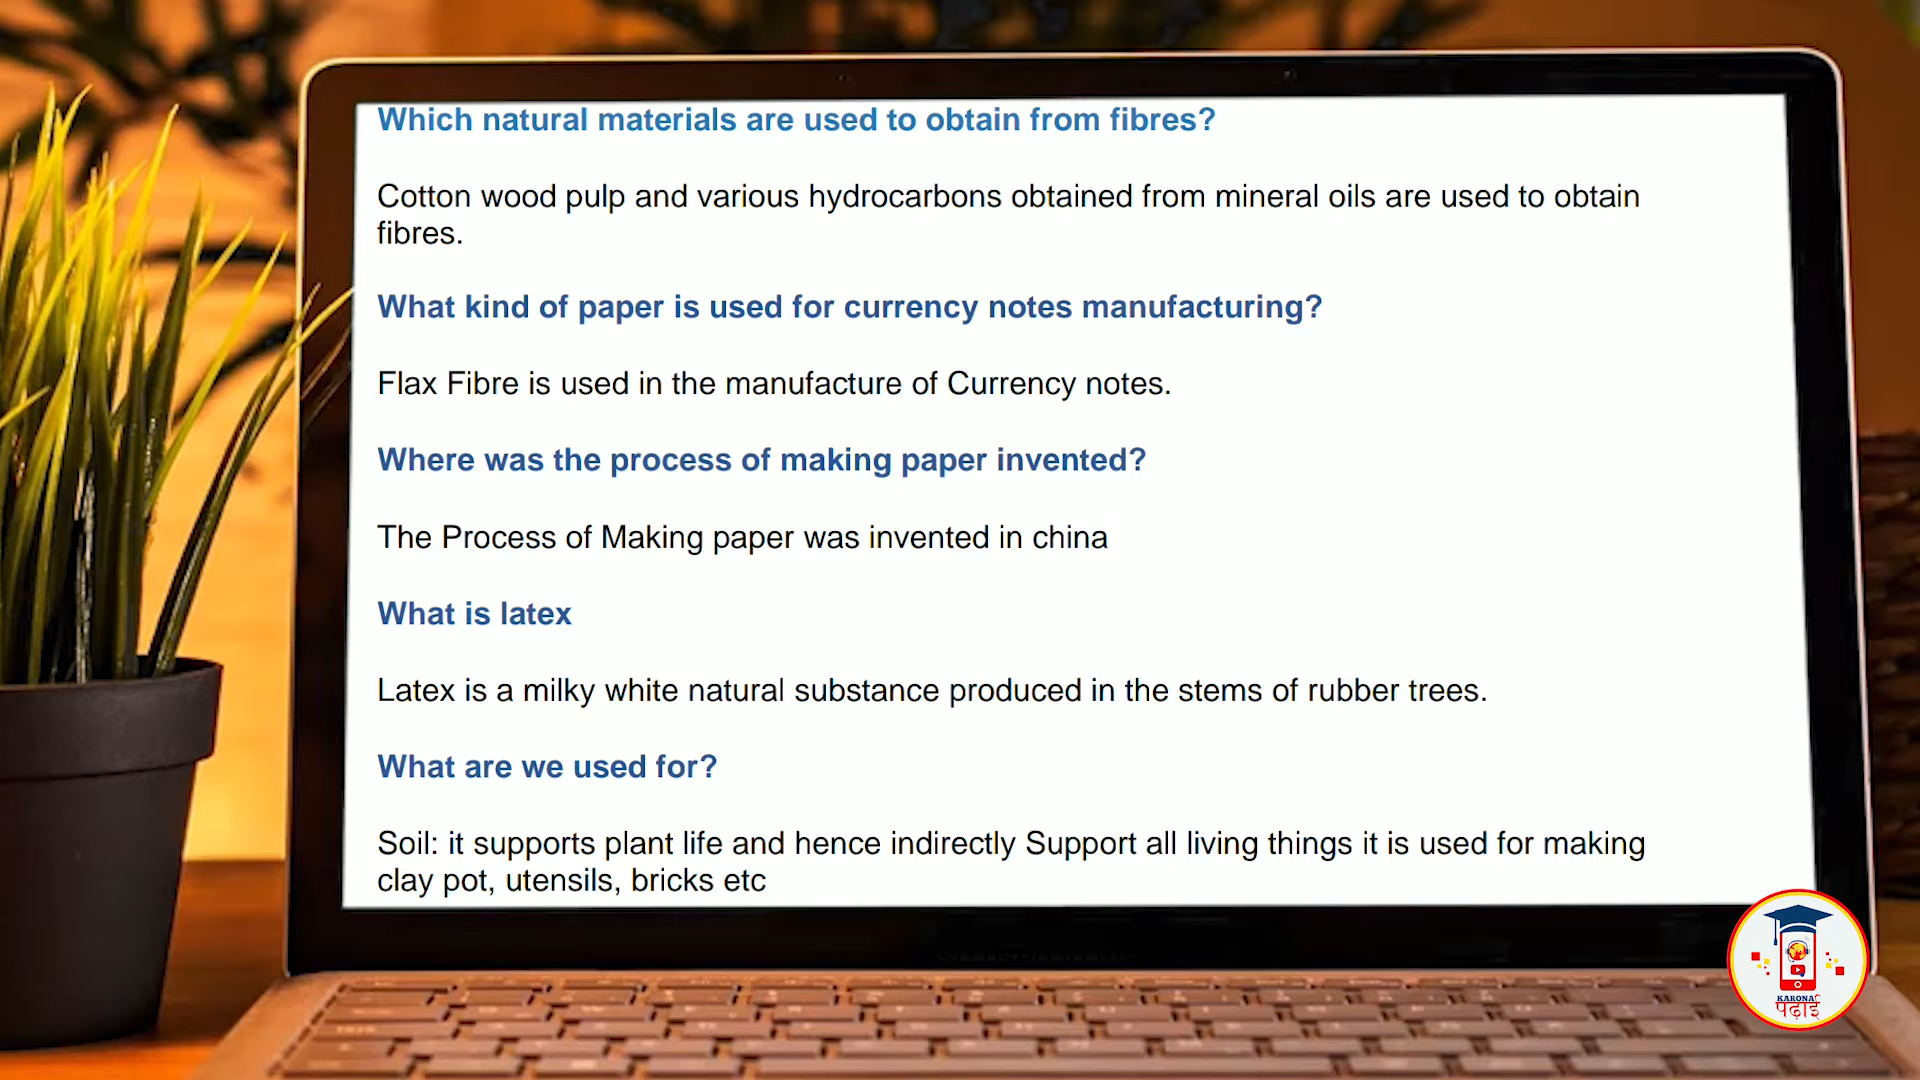 Which natural materials are used to obtain from fibres?
Cotton wood pulp and various hydrocarbons obtained from mineral oils are used to obtain
fibres.
What kind of paper is used for currency notes manufacturing?
Flax Fibre is used in the manufacture of Currency notes.
Where was the process of making paper invented?
The Process of Making paper was invented in china
What is latex
Latex is a milky white natural substance produced in the stems of rubber trees.
What are we used for?
Soil: it supports plant life and hence indirectly Support all living things it is used for making
clay pot, utensils, bricks etc
KARONA
पढ़ाई